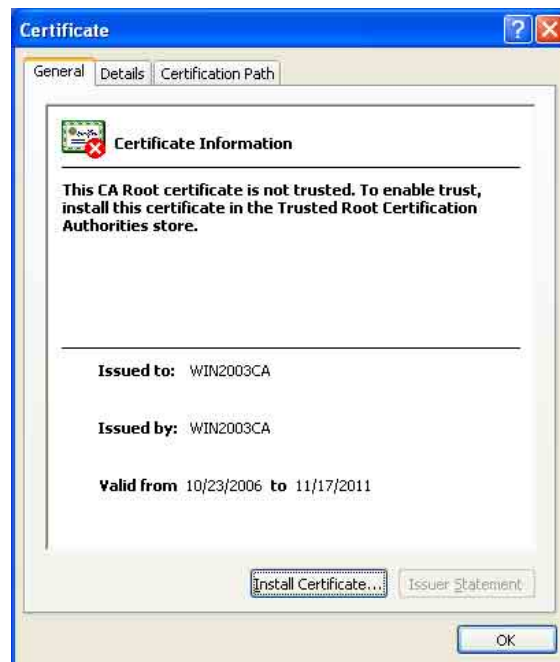 Certificate
General Details Certification Path
Certificate Information
This CA Root certificate is not trusted. To enable trust,
install this certificate in the Trusted Root Certification
Authorities store.
Issued to: WIN2003CA
Issued by: WIN2003CA
Valid from 10/23/2006 to 11/17/2011
Install Certificate... Issuer Statement
OK